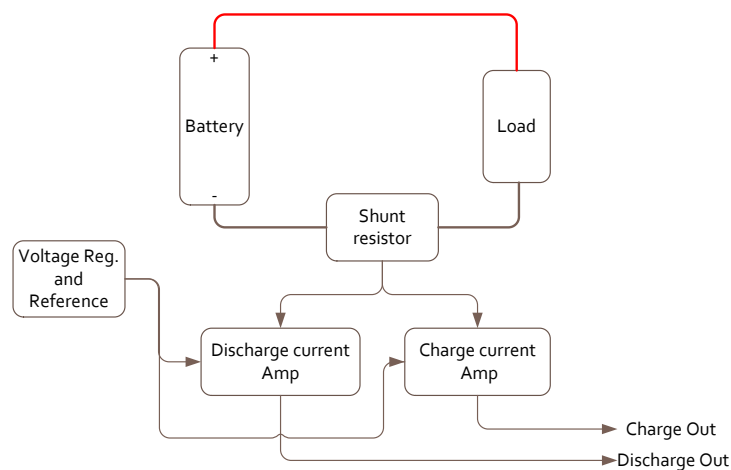 +
Battery
-
Load
Shunt
resistor
Voltage Reg.
and
Reference
Discharge current
Amp
Charge current
Amp
Charge Out
Discharge Out